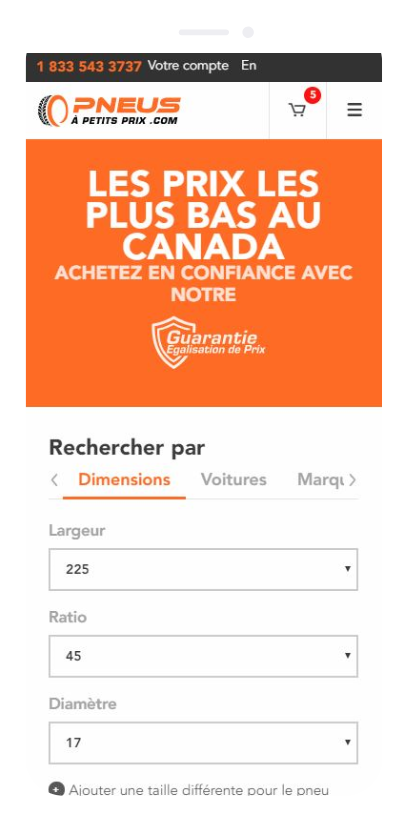 1 833 543 3737 Votre compte En
PNEUS
À PETITS PRIX .COM
5
LES PRIX LES
PLUS BAS AU
CANADA
ACHETEZ EN CONFIANCE AVEC
NOTRE
Guarantie
Égalisation de Prix
Rechercher par
Dimensions Voitures Marqu
Largeur
225
Ratio
45
Diamètre
17
Ajouter une taille différente pour le pneu